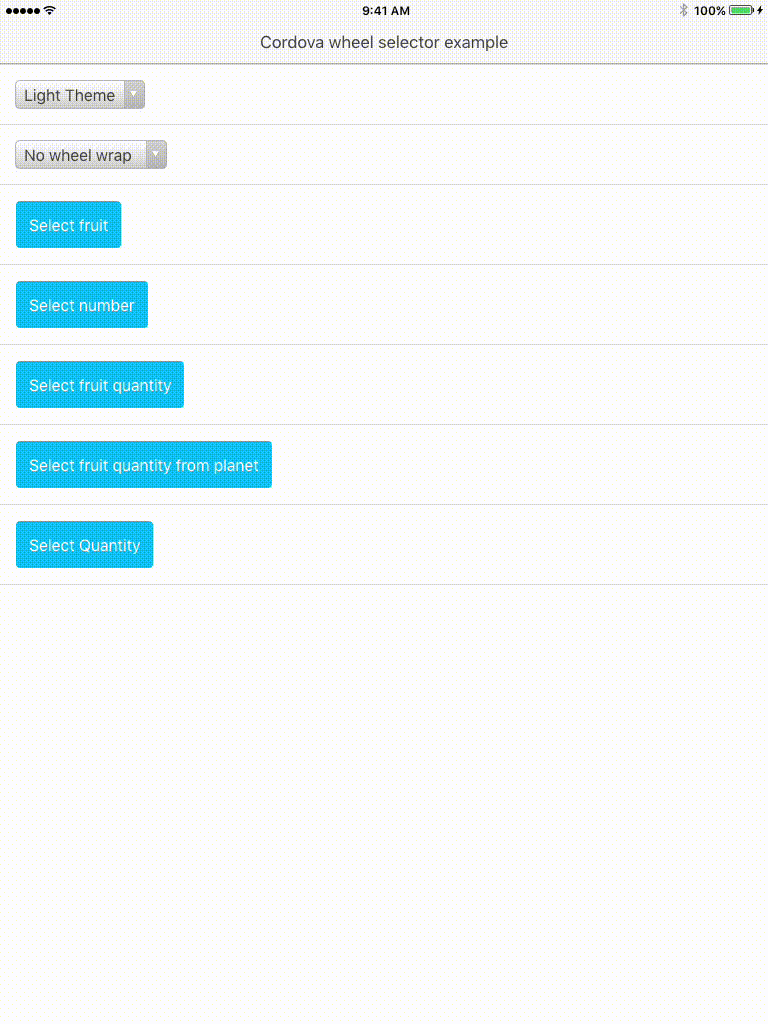 9:41 AM 100%
Cordova wheel selector example
Light Theme
No wheel wrap
Select fruit
Select number
Select fruit quantity
Select fruit quantity from planet
Select Quantity